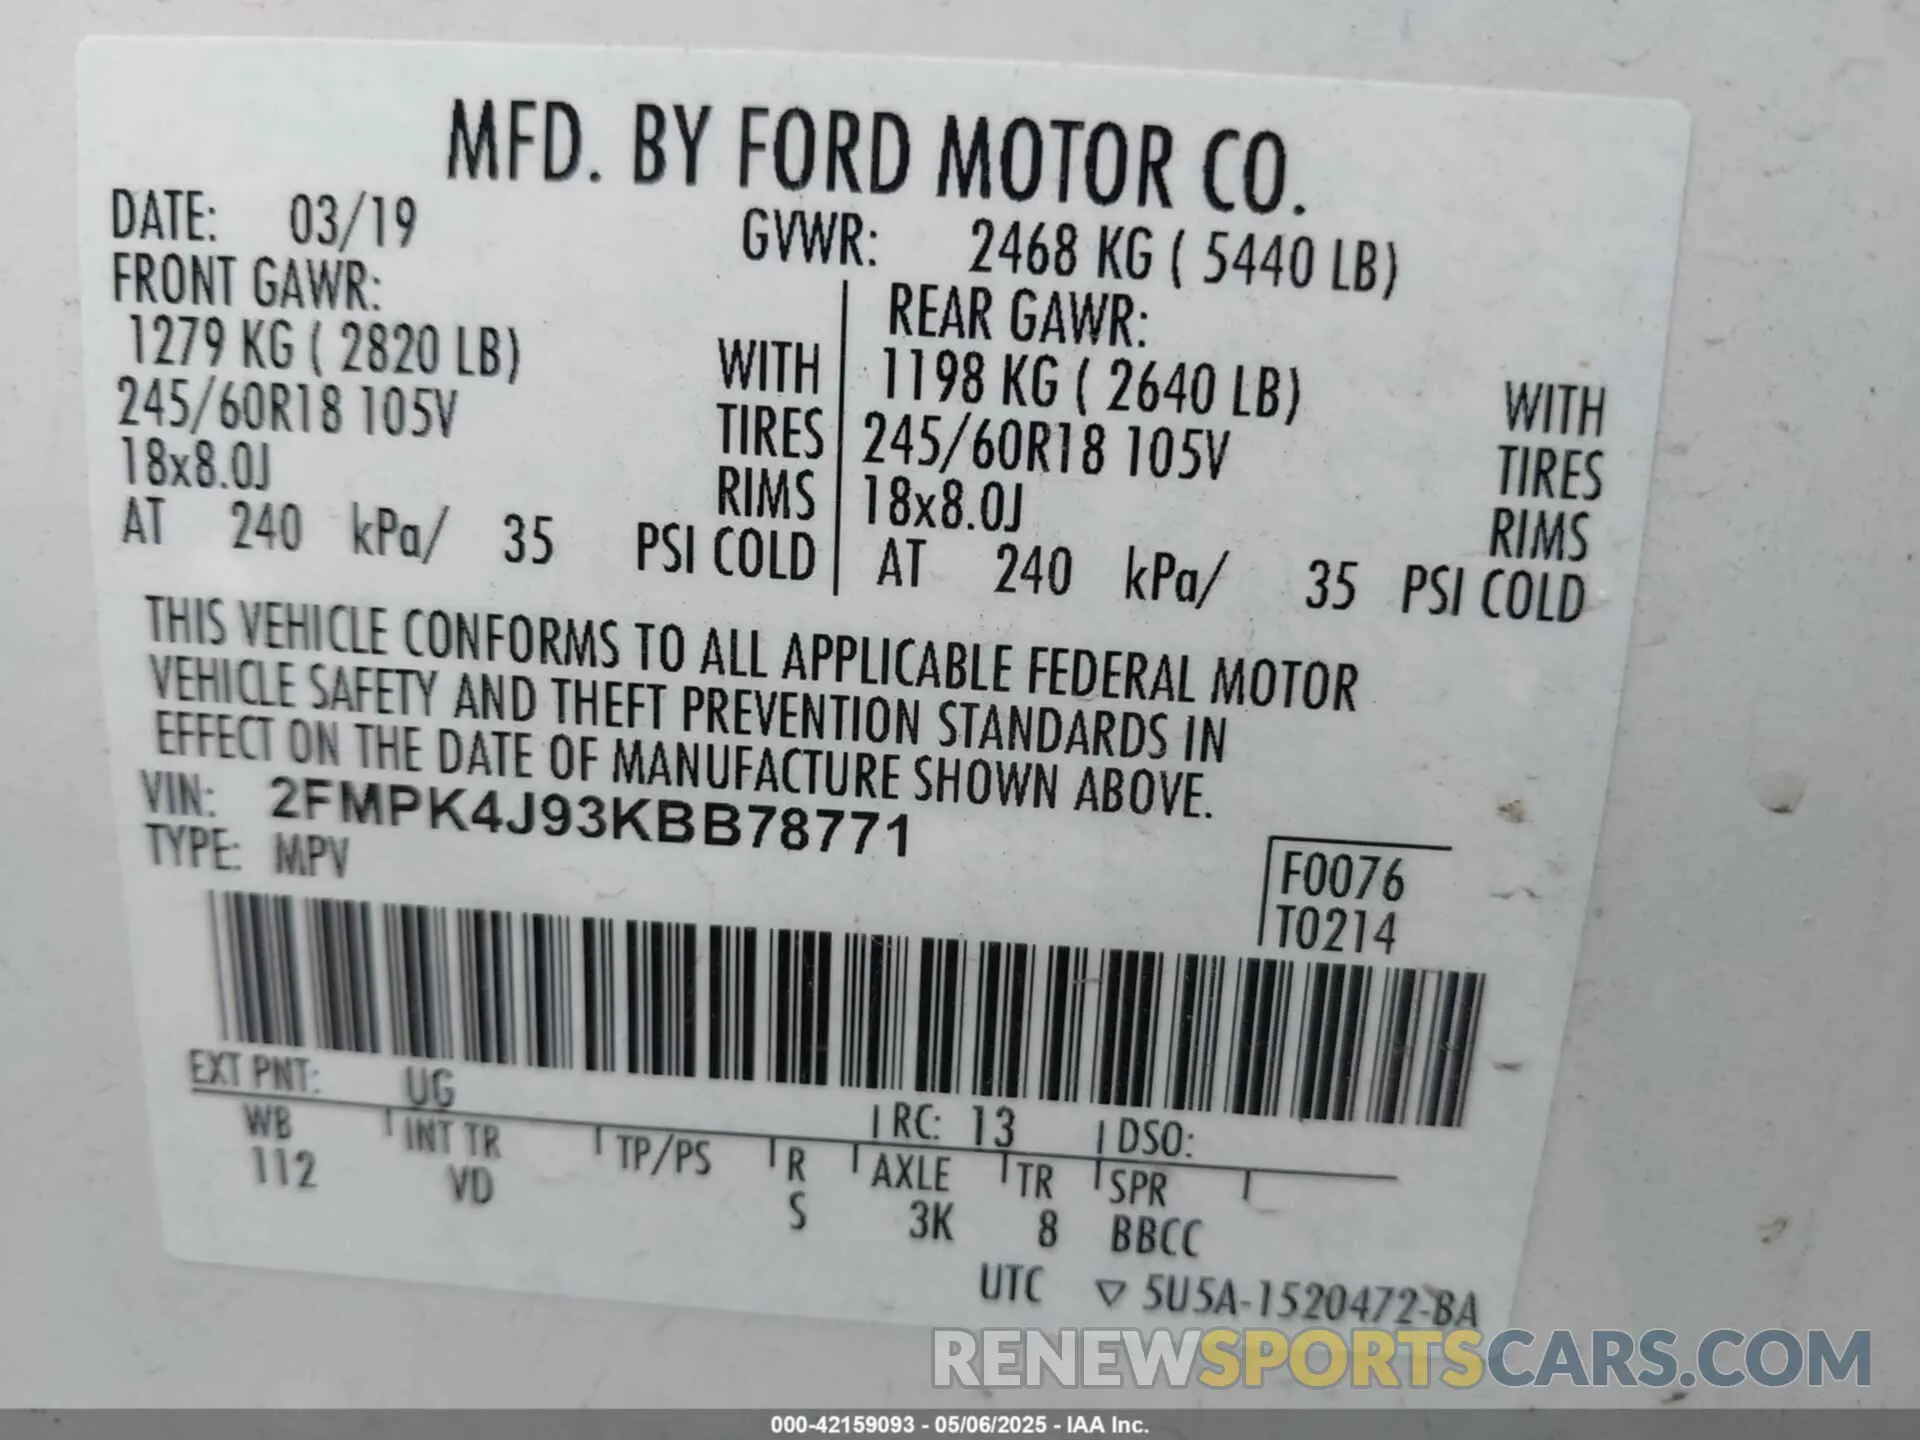 MFD. BY FORD MOTOR CO.
DATE: 03/19 GVWR: 2468 KG ( 5440 LB)
FRONT GAWR: REAR GAWR:
1279 KG ( 2820 LB) WITH 1198 KG ( 2640 LB) WITH
245/60R18 105V TIRES 245/60R18 105V TIRES
18x8.0J RIMS 18x8.0J RIMS
AT 240 kPa/ 35 PSI COLD AT 240 kPa/ 35 PSI COLD
THIS VEHICLE CONFORMS TO ALL APPLICABLE FEDERAL MOTOR
VEHICLE SAFETY AND THEFT PREVENTION STANDARDS IN
EFFECT ON THE DATE OF MANUFACTURE SHOWN ABOVE.
VIN: 2FMPK4J93KBB78771
TYPE: MPV
F0076
T0214
EXT PNT: UG RC: 13 DSO:
WB INT TR TP/PS R AXLE TR SPR
112 VD S 3K 8 BBCC
UTC ▽ 5U5A-1520472-BA
RENEWSPORTSCARS.COM
000-42159093 - 05/06/2025 - IAA Inc.